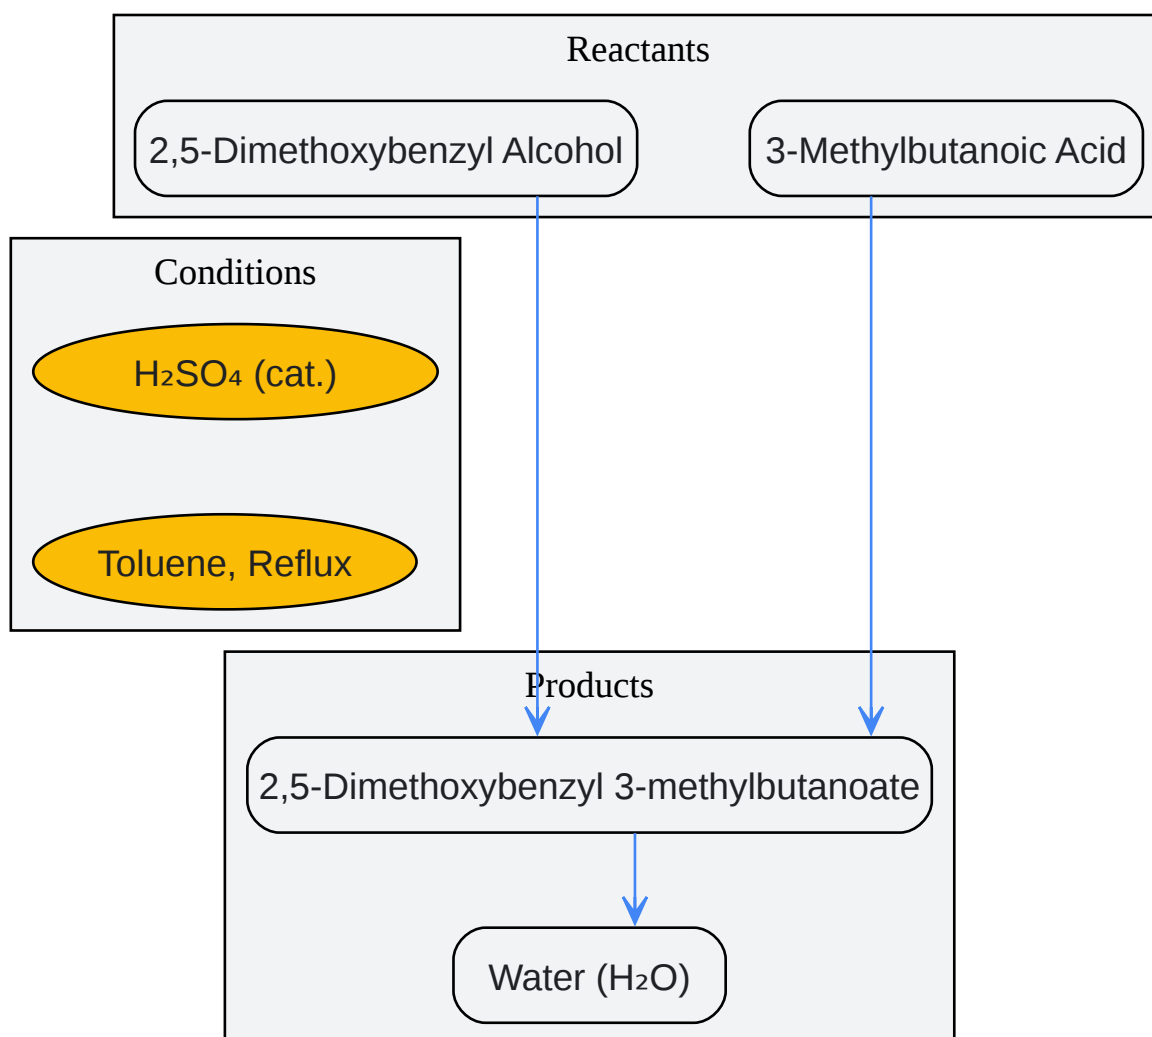 Reactants
2,5-Dimethoxybenzyl Alcohol
3-Methylbutanoic Acid
Conditions
H₂SO₄ (cat.)
Toluene, Reflux
Products
2,5-Dimethoxybenzyl 3-methylbutanoate
Water (H₂O)